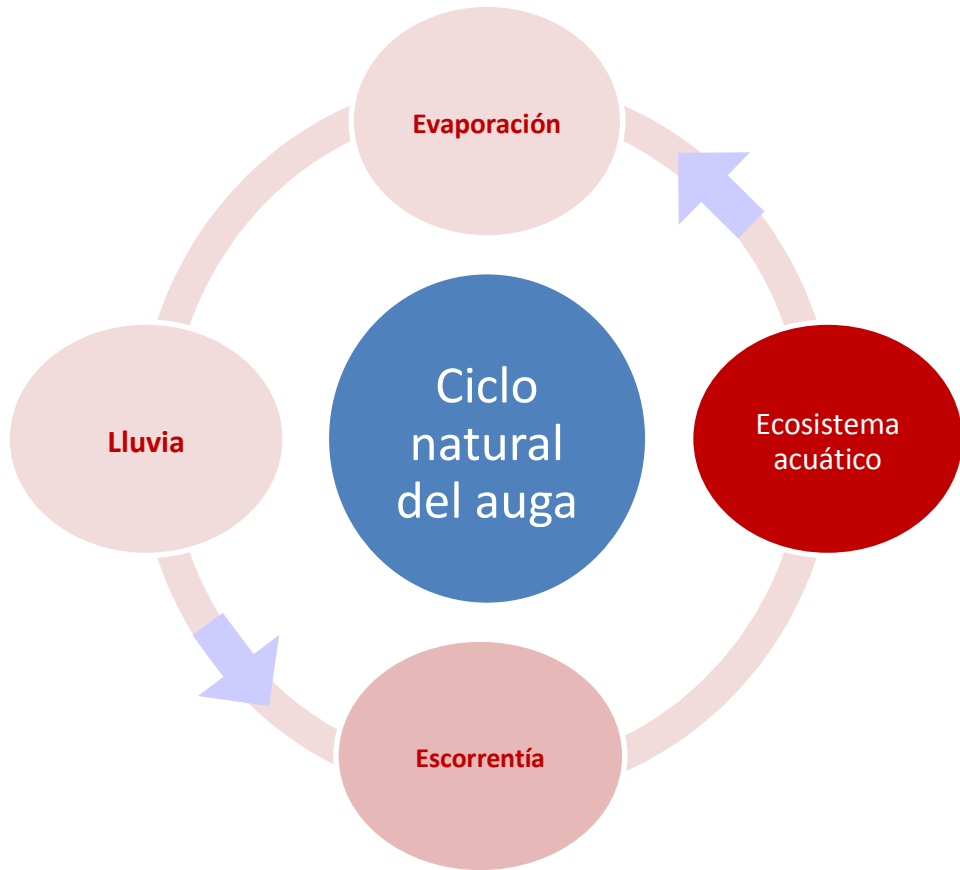 Evaporación
Ciclo
natural
del auga
Lluvia
Ecosistema
acuático
Escorrentía